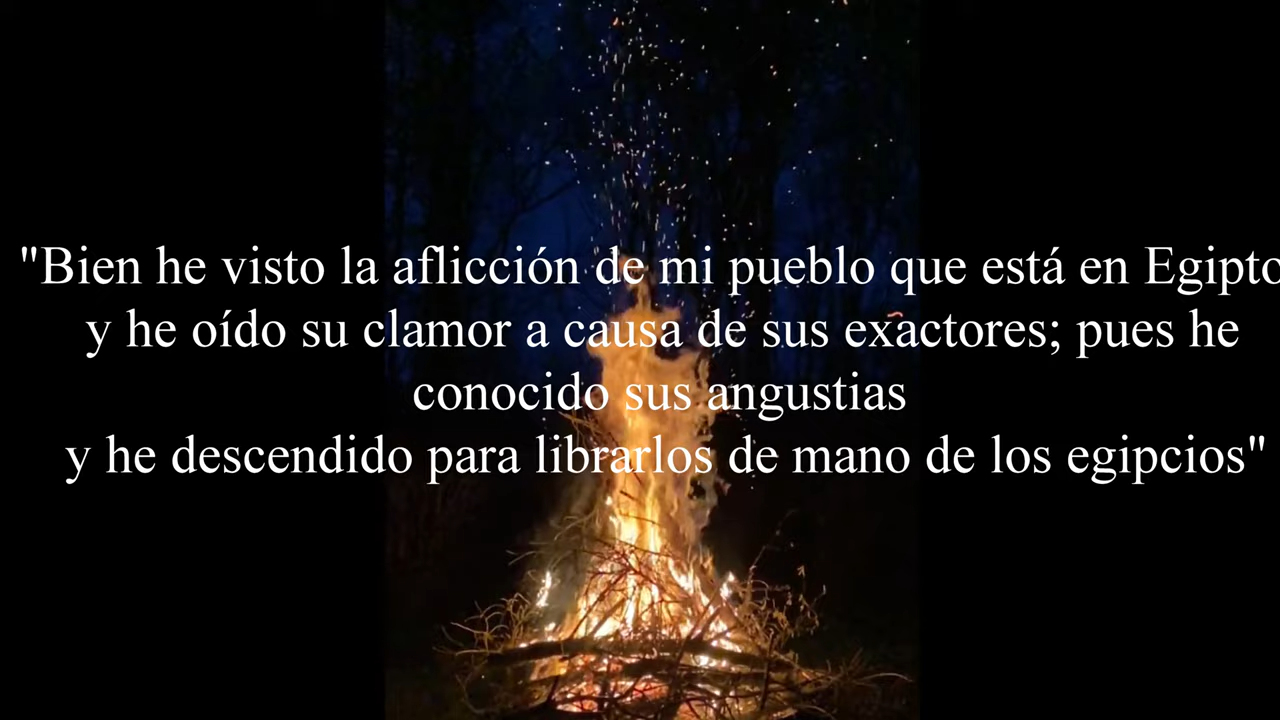 "Bien he visto la aflicción de mi pueblo que está en Egipto
y he oído su clamor a causa de sus exactores; pues he
conocido sus angustias
y he descendido para librarlos de mano de los egipcios"